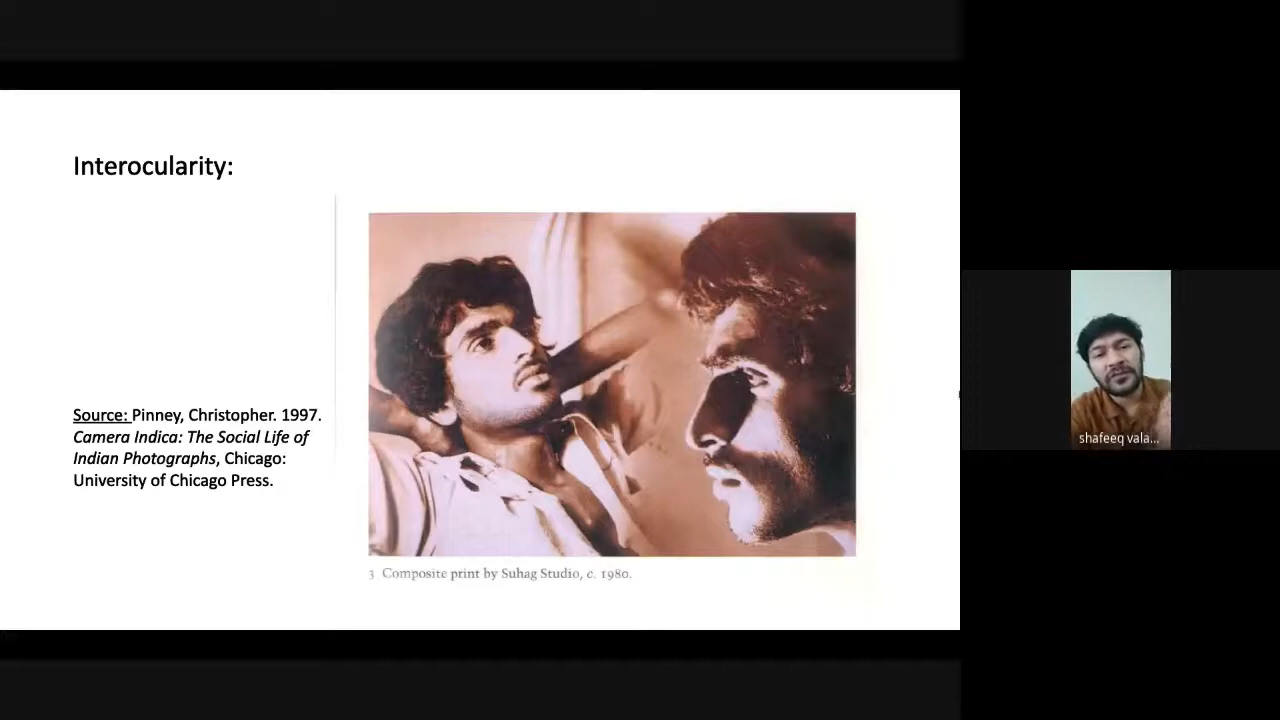 Interocularity:
Source: Pinney, Christopher. 1997.
Camera Indica: The Social Life of
Indian Photographs, Chicago:
University of Chicago Press.
3 Composite print by Suhag Studio, c. 1980.
shafeeq vala...